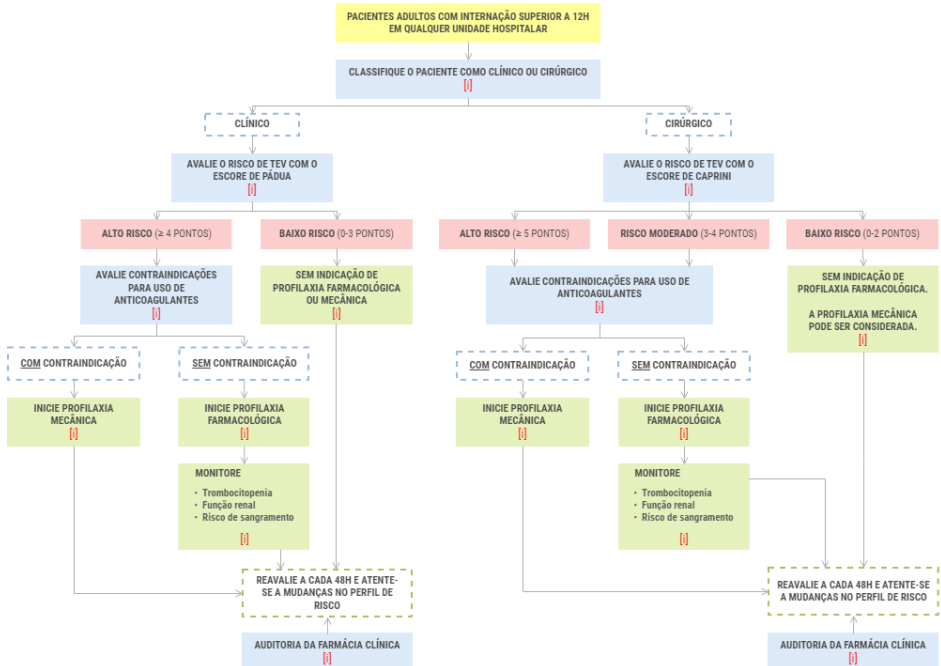 PACIENTES ADULTOS COM INTERNAÇÃO SUPERIOR A 12H
EM QUALQUER UNIDADE HOSPITALAR
CLASSIFIQUE O PACIENTE COMO CLÍNICO OU CIRÚRGICO
[i]
CLÍNICO
CIRÚRGICO
AVALIE O RISCO DE TEV COM O
ESCORE DE PÁDUA
[i]
AVALIE O RISCO DE TEV COM O
ESCORE DE CAPRINI
[i]
ALTO RISCO (≥ 4 PONTOS)
BAIXO RISCO (0-3 PONTOS)
ALTO RISCO (≥ 5 PONTOS)
RISCO MODERADO (3-4 PONTOS)
BAIXO RISCO (0-2 PONTOS)
AVALIE CONTRAINDICAÇÕES
PARA USO DE
ANTICOAGULANTES
[i]
SEM INDICAÇÃO DE
PROFILAXIA FARMACOLÓGICA
OU MECÂNICA
[i]
AVALIE CONTRAINDICAÇÕES PARA USO DE
ANTICOAGULANTES
[i]
SEM INDICAÇÃO DE
PROFILAXIA FARMACOLÓGICA.
A PROFILAXIA MECÂNICA
PODE SER CONSIDERADA.
[i]
COM CONTRAINDICAÇÃO
SEM CONTRAINDICAÇÃO
COM CONTRAINDICAÇÃO
SEM CONTRAINDICAÇÃO
INICIE PROFILAXIA
MECÂNICA
[i]
INICIE PROFILAXIA
FARMACOLÓGICA
[i]
INICIE PROFILAXIA
MECÂNICA
[i]
INICIE PROFILAXIA
FARMACOLÓGICA
[i]
MONITORE
• Trombocitopenia
• Função renal
• Risco de sangramento
[i]
MONITORE
• Trombocitopenia
• Função renal
• Risco de sangramento
[i]
REAVALIE A CADA 48H E ATENTE-
SE A MUDANÇAS NO PERFIL DE
RISCO
REAVALIE A CADA 48H E ATENTE-SE
A MUDANÇAS NO PERFIL DE RISCO
AUDITORIA DA FARMÁCIA CLÍNICA
[i]
AUDITORIA DA FARMÁCIA CLÍNICA
[i]